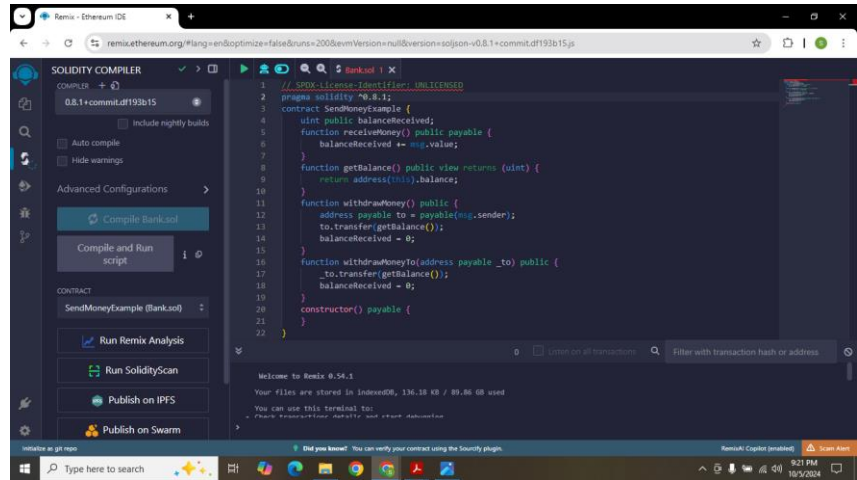 Remix - Ethereum IDE
remix.ethereum.org/#lang=en&optimize=false&runs=200&evmVersion=null&version=soljson-v0.8.1+commit.df193b15.js
SOLIDITY COMPILER
COMPILER
0.8.1+commit.df193b15
Include nightly builds
Auto compile
Hide warnings
Advanced Configurations
Compile Bank.sol
Compile and Run
script
i
CONTRACT
SendMoneyExample (Bank.sol)
Run Remix Analysis
Run SolidityScan
Publish on IPFS
Publish on Swarm
Bank.sol 1
1 // SPDX-License-Identifier: UNLICENSED
2 pragma solidity ^0.8.1;
3 contract SendMoneyExample {
4 uint public balanceReceived;
5 function receiveMoney() public payable {
6 balanceReceived += msg.value;
7 }
8 function getBalance() public view returns (uint) {
9 return address(this).balance;
10 }
11 function withdrawMoney() public {
12 address payable to = payable(msg.sender);
13 to.transfer(getBalance());
14 balanceReceived = 0;
15 }
16 function withdrawMoneyTo(address payable _to) public {
17 _to.transfer(getBalance());
18 balanceReceived = 0;
19 }
20 constructor() payable {
21 }
22 }
0 Listen on all transactions Filter with transaction hash or address
Welcome to Remix 0.54.1
Your files are stored in indexedDB, 136.18 KB / 89.86 GB used
You can use this terminal to:
Check transactions details and start debugging
>
Initialize as git repo
Did you know? You can verify your contract using the Sourcify plugin.
RemixAI Copilot (enabled)
Scam Alert
Type here to search
9:21 PM
10/5/2024